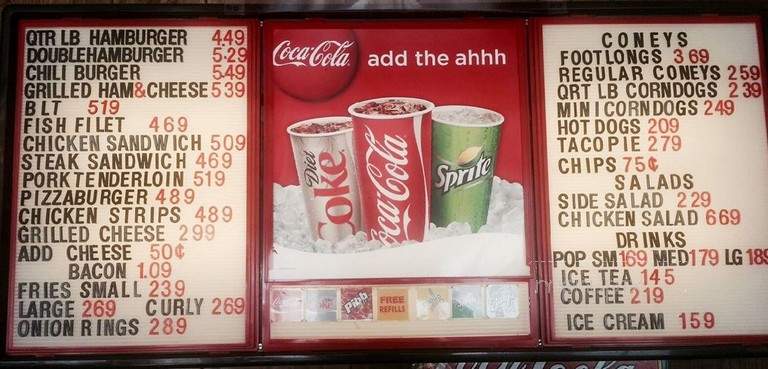 QTR LB HAMBURGER 449
DOUBLEHAMBURGER 529
CHILI BURGER 549
GRILLED HAM&CHEESE 539
BLT 519
FISH FILET 469
CHICKEN SANDWICH 509
STEAK SANDWICH 469
PORKTENDERLOIN 519
PIZZABURGER 489
CHICKEN STRIPS 489
GRILLED CHEESE 299
ADD CHEESE 50¢
BACON 1.09
FRIES SMALL 239
LARGE 269 CURLY 269
ONION RINGS 289
Coca-Cola add the ahhh
Diet Coke
Coca-Cola
Sprite
Pibb
FREE
REFILLS
CONEYS
FOOTLONGS 369
REGULAR CONEYS 259
QRT LB CORNDOGS 239
MINICORNDOGS 249
HOT DOGS 209
TACOPIE 279
CHIPS 75¢
SALADS
SIDE SALAD 229
CHICKEN SALAD 669
DRINKS
POP SM169 MED179 LG 189
ICE TEA 145
COFFEE 219
ICE CREAM 159